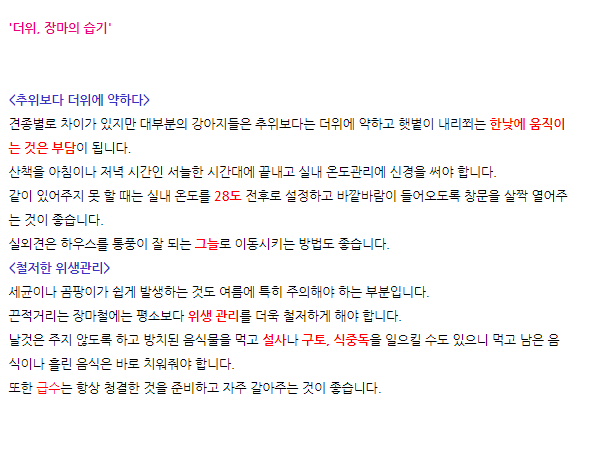 '더위, 장마의 습기'
<추위보다 더위에 약하다>
견종별로 차이가 있지만 대부분의 강아지들은 추위보다는 더위에 약하고 햇볕이 내리쬐는 한낮에 움직이
는 것은 부담이 됩니다.
산책을 아침이나 저녁 시간인 서늘한 시간대에 끝내고 실내 온도관리에 신경을 써야 합니다.
같이 있어주지 못 할 때는 실내 온도를 28도 전후로 설정하고 바깥바람이 들어오도록 창문을 살짝 열어주
는 것이 좋습니다.
실외견은 하우스를 통풍이 잘 되는 그늘로 이동시키는 방법도 좋습니다.
<철저한 위생관리>
세균이나 곰팡이가 쉽게 발생하는 것도 여름에 특히 주의해야 하는 부분입니다.
끈적거리는 장마철에는 평소보다 위생 관리를 더욱 철저하게 해야 합니다.
날것은 주지 않도록 하고 방치된 음식물을 먹고 설사나 구토, 식중독을 일으킬 수도 있으니 먹고 남은 음
식이나 흘린 음식은 바로 치워줘야 합니다.
또한 급수는 항상 청결한 것을 준비하고 자주 갈아주는 것이 좋습니다.